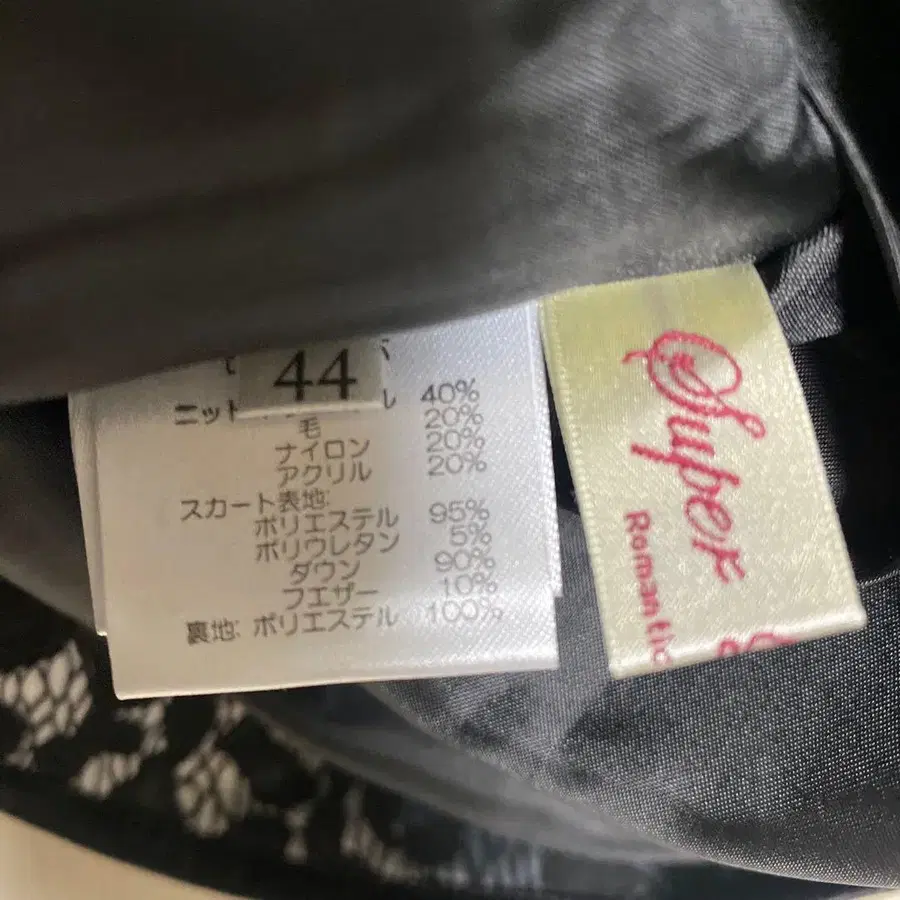 44
ニット 40%
毛 20%
ナイロン 20%
アクリル 20%
スカート表地:
ポリエステル 95%
ポリウレタン 5%
ダウン 90%
フエザー 10%
裏地: ポリエステル 100%
Super
Romantic